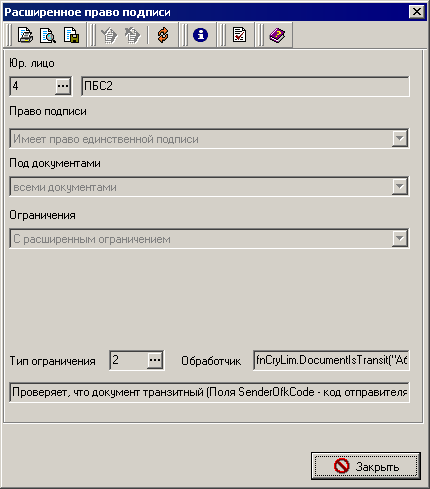 Расширенное право подписи
Юр. лицо
4 ... ПБС2
Право подписи
Имеет право единственной подписи
Под документами
всеми документами
Ограничения
С расширенным ограничением
Тип ограничения 2 ... Обработчик fnCryLim.DocumentIsTransit("Аб
Проверяет, что документ транзитный (Поля SenderOfkCode - код отправителя
Закрыть